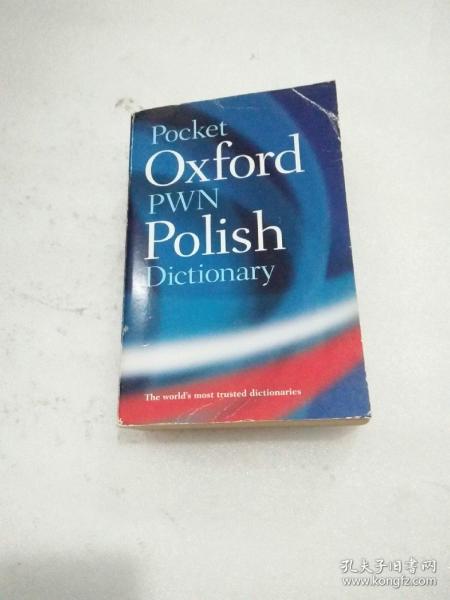 Pocket
Oxford
PWN
Polish
Dictionary
The world's most trusted dictionaries
孔夫子旧书网
www.kongfz.com